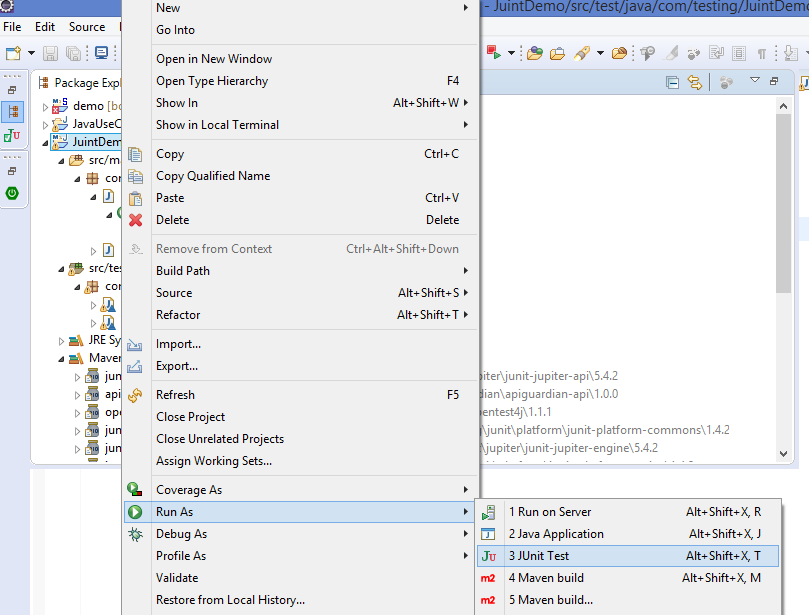 - JuintDemo/src/test/java/com/testing/JuintDemo
File Edit Source
Package Expl
demo
JavaUseC
JuintDem
src/ma
com
src/tes
com
JRE Sy
Maven
jun
api
ope
jun
jun
New
Go Into
Open in New Window
Open Type Hierarchy F4
Show In Alt+Shift+W
Show in Local Terminal
Copy Ctrl+C
Copy Qualified Name
Paste Ctrl+V
Delete Delete
Remove from Context Ctrl+Alt+Shift+Down
Build Path
Source Alt+Shift+S
Refactor Alt+Shift+T
Import...
Export...
Refresh F5
Close Project
Close Unrelated Projects
Assign Working Sets...
Coverage As
Run As
Debug As
Profile As
Validate
Restore from Local History...
piter\junit-jupiter-api\5.4.2
dian\apiguardian-api\1.0.0
pentest4j\1.1.1
\junit\platform\junit-platform-commons\1.4.2
\jupiter\junit-jupiter-engine\5.4.2
1 Run on Server Alt+Shift+X, R
2 Java Application Alt+Shift+X, J
3 JUnit Test Alt+Shift+X, T
4 Maven build Alt+Shift+X, M
5 Maven build...